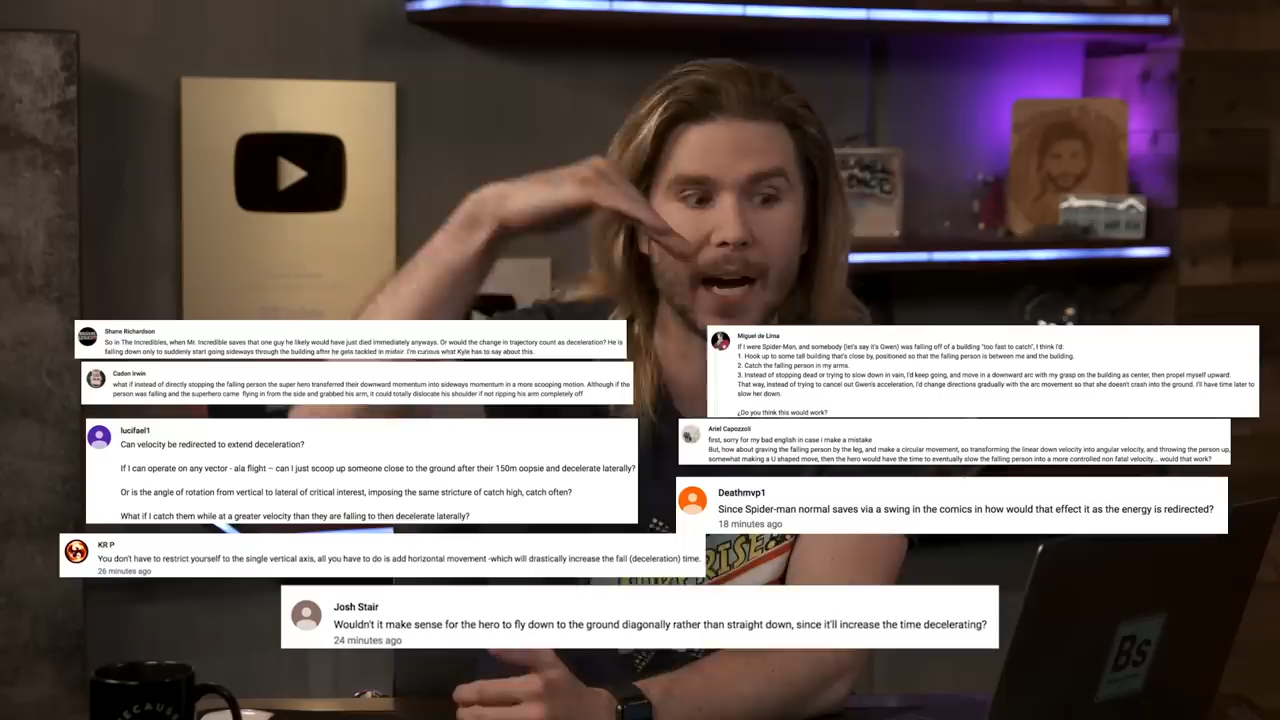 Shane Richardson
So in The Incredibles, when Mr. Incredible saves that one guy he likely would have just died immediately anyways. Or would the change in trajectory count as deceleration? He is
falling down only to suddenly start going sideways through the building after he gets tackled in midair. I'm curious what Kyle has to say about this.
Cadon Irwin
what if instead of directly stopping the falling person the super hero transferred their downward momentum into sideways momentum in a more scooping motion. Although if the
person was falling and the superhero came flying in from the side and grabbed his arm, it could totally dislocate his shoulder if not ripping his arm completely off
lucifael1
Can velocity be redirected to extend deceleration?
If I can operate on any vector - ala flight – can I just scoop up someone close to the ground after their 150m oopsie and decelerate laterally?
Or is the angle of rotation from vertical to lateral of critical interest, imposing the same stricture of catch high, catch often?
What if I catch them while at a greater velocity than they are falling to then decelerate laterally?
KR P
You don't have to restrict yourself to the single vertical axis, all you have to do is add horizontal movement -which will drastically increase the fall (deceleration) time.
26 minutes ago
Miguel de Lima
If I were Spider-Man, and somebody (let's say it's Gwen) was falling off of a building "too fast to catch", I think I'd:
1. Hook up to some tall building that's close by, positioned so that the falling person is between me and the building.
2. Catch the falling person in my arms.
3. Instead of stopping dead or trying to slow down in vain, I'd keep going, and move in a downward arc with my grasp on the building as center, then propel myself upward.
That way, instead of trying to cancel out Gwen's acceleration, I'd change directions gradually with the arc movement so that she doesn't crash into the ground. I'll have time later to
slow her down.
¿Do you think this would work?
Ariel Capozzoli
first, sorry for my bad english in case i make a mistake
But, how about graving the falling person by the leg, and make a circular movement, so transforming the linear down velocity into angular velocity, and throwing the person up,
somewhat making a U shaped move, then the hero would have the time to eventually slow the falling person into a more controlled non fatal velocity... would that work?
Deathmvp1
Since Spider-man normal saves via a swing in the comics in how would that effect it as the energy is redirected?
18 minutes ago
Josh Stair
Wouldn't it make sense for the hero to fly down to the ground diagonally rather than straight down, since it'll increase the time decelerating?
24 minutes ago
Bs
BECAUSE